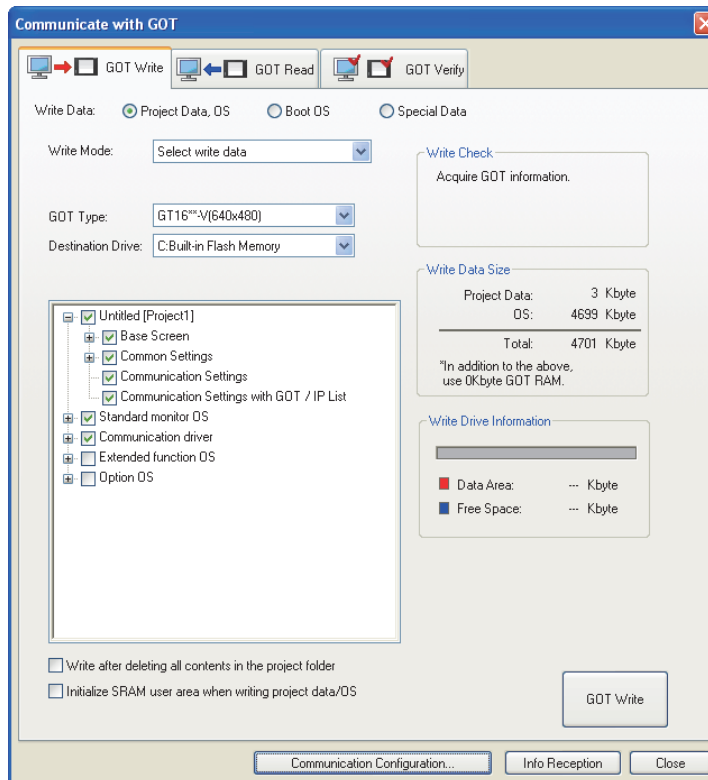 Communicate with GOT
GOT Write
GOT Read
GOT Verify
Write Data:
Project Data, OS
Boot OS
Special Data
Write Mode:
Select write data
GOT Type:
GT16**-V(640x480)
Destination Drive:
C:Built-in Flash Memory
Untitled [Project1]
Base Screen
Common Settings
Communication Settings
Communication Settings with GOT / IP List
Standard monitor OS
Communication driver
Extended function OS
Option OS
Write after deleting all contents in the project folder
Initialize SRAM user area when writing project data/OS
Write Check
Acquire GOT information.
Write Data Size
Project Data: 3 Kbyte
OS: 4699 Kbyte
Total: 4701 Kbyte
*In addition to the above,
use 0Kbyte GOT RAM.
Write Drive Information
Data Area: --- Kbyte
Free Space: --- Kbyte
GOT Write
Communication Configuration...
Info Reception
Close